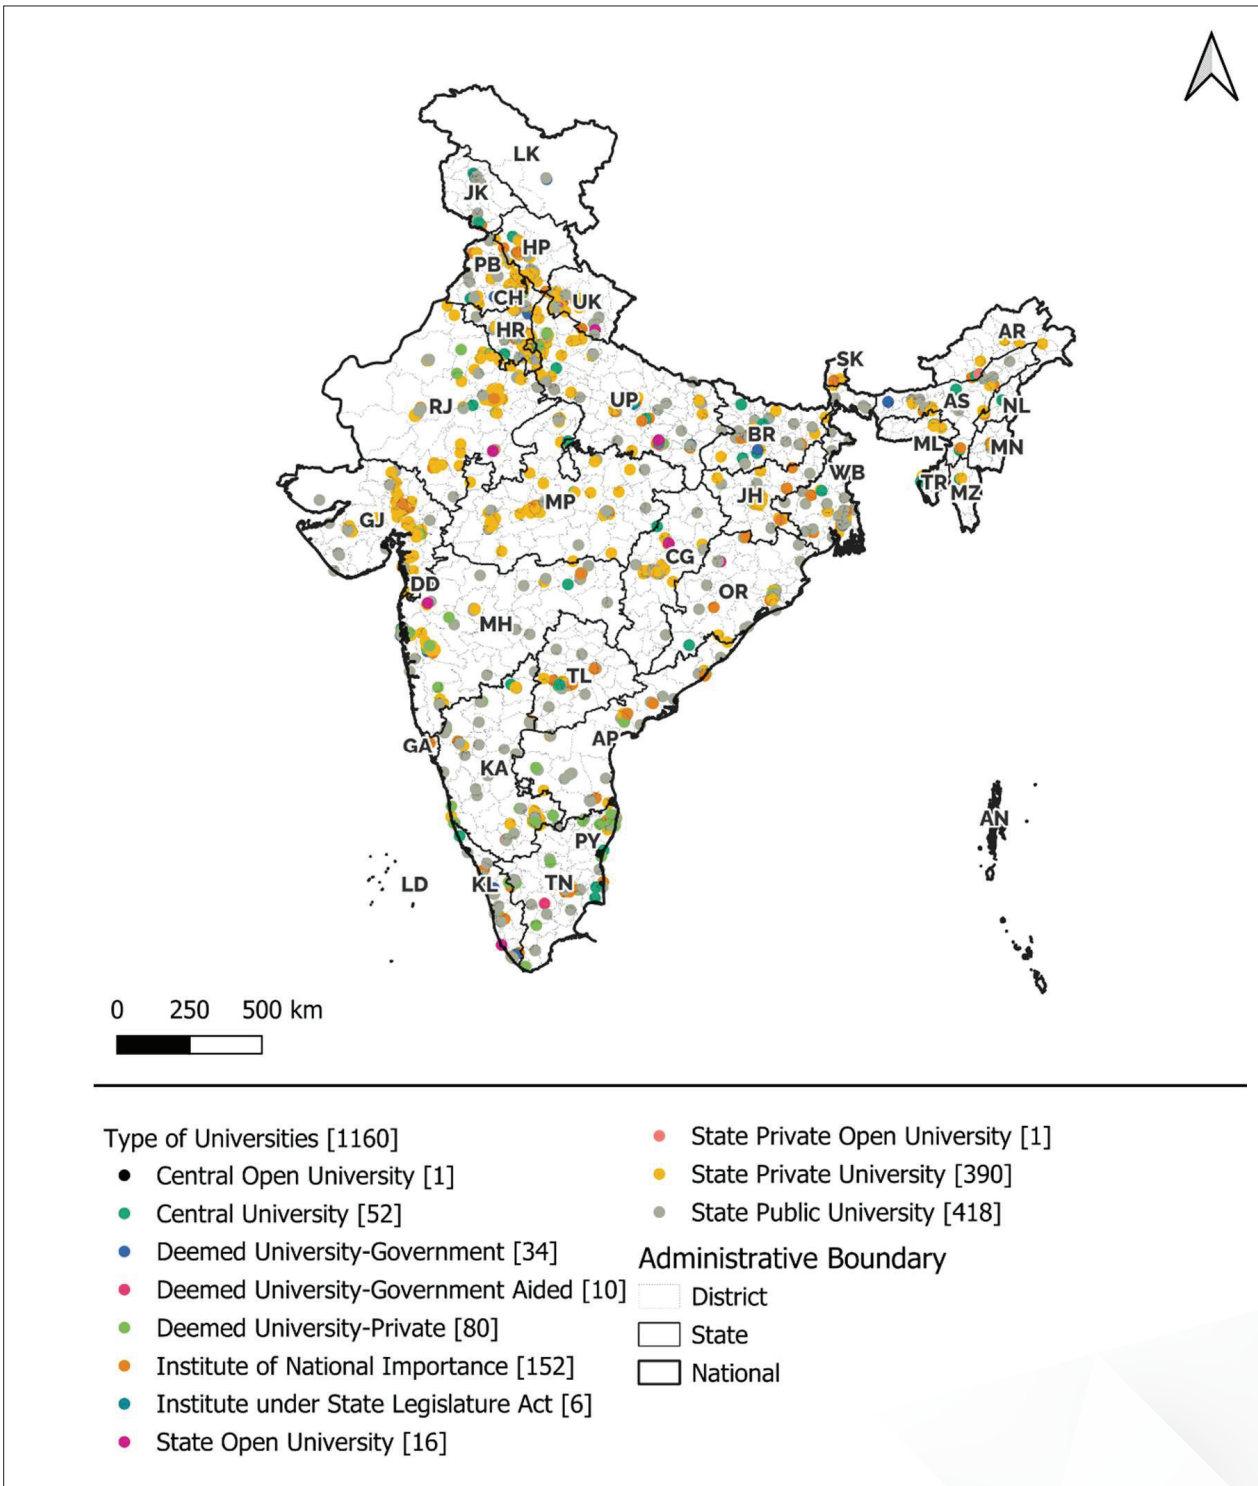 LK
JK
HP
PB
CH
UK
HR
AR
SK
RJ
UP
AS
NL
BR
ML
MN
WB
TR
MZ
JH
MP
GJ
CG
DD
OR
MH
TL
GA
AP
KA
AN
PY
LD
KL
TN
0 250 500 km
Type of Universities [1160]
Central Open University [1]
Central University [52]
Deemed University-Government [34]
Deemed University-Government Aided [10]
Deemed University-Private [80]
Institute of National Importance [152]
Institute under State Legislature Act [6]
State Open University [16]
State Private Open University [1]
State Private University [390]
State Public University [418]
Administrative Boundary
District
State
National